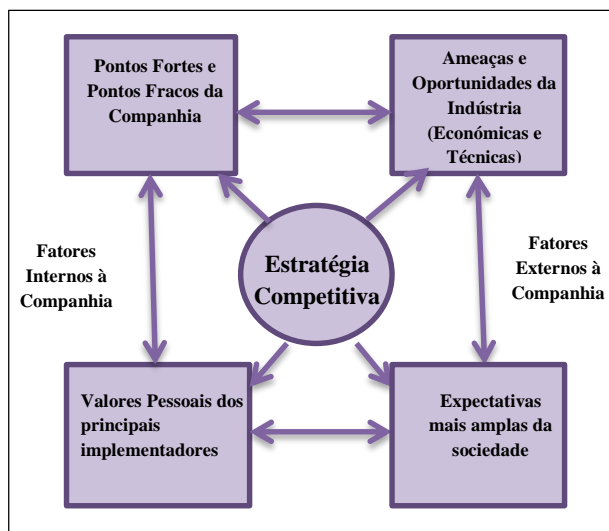 Pontos Fortes e
Pontos Fracos da
Companhia
Ameaças e
Oportunidades da
Indústria
(Económicas e
Técnicas)
Fatores
Internos à
Companhia
Estratégia
Competitiva
Fatores
Externos à
Companhia
Valores Pessoais dos
principais
implementadores
Expectativas
mais amplas da
sociedade